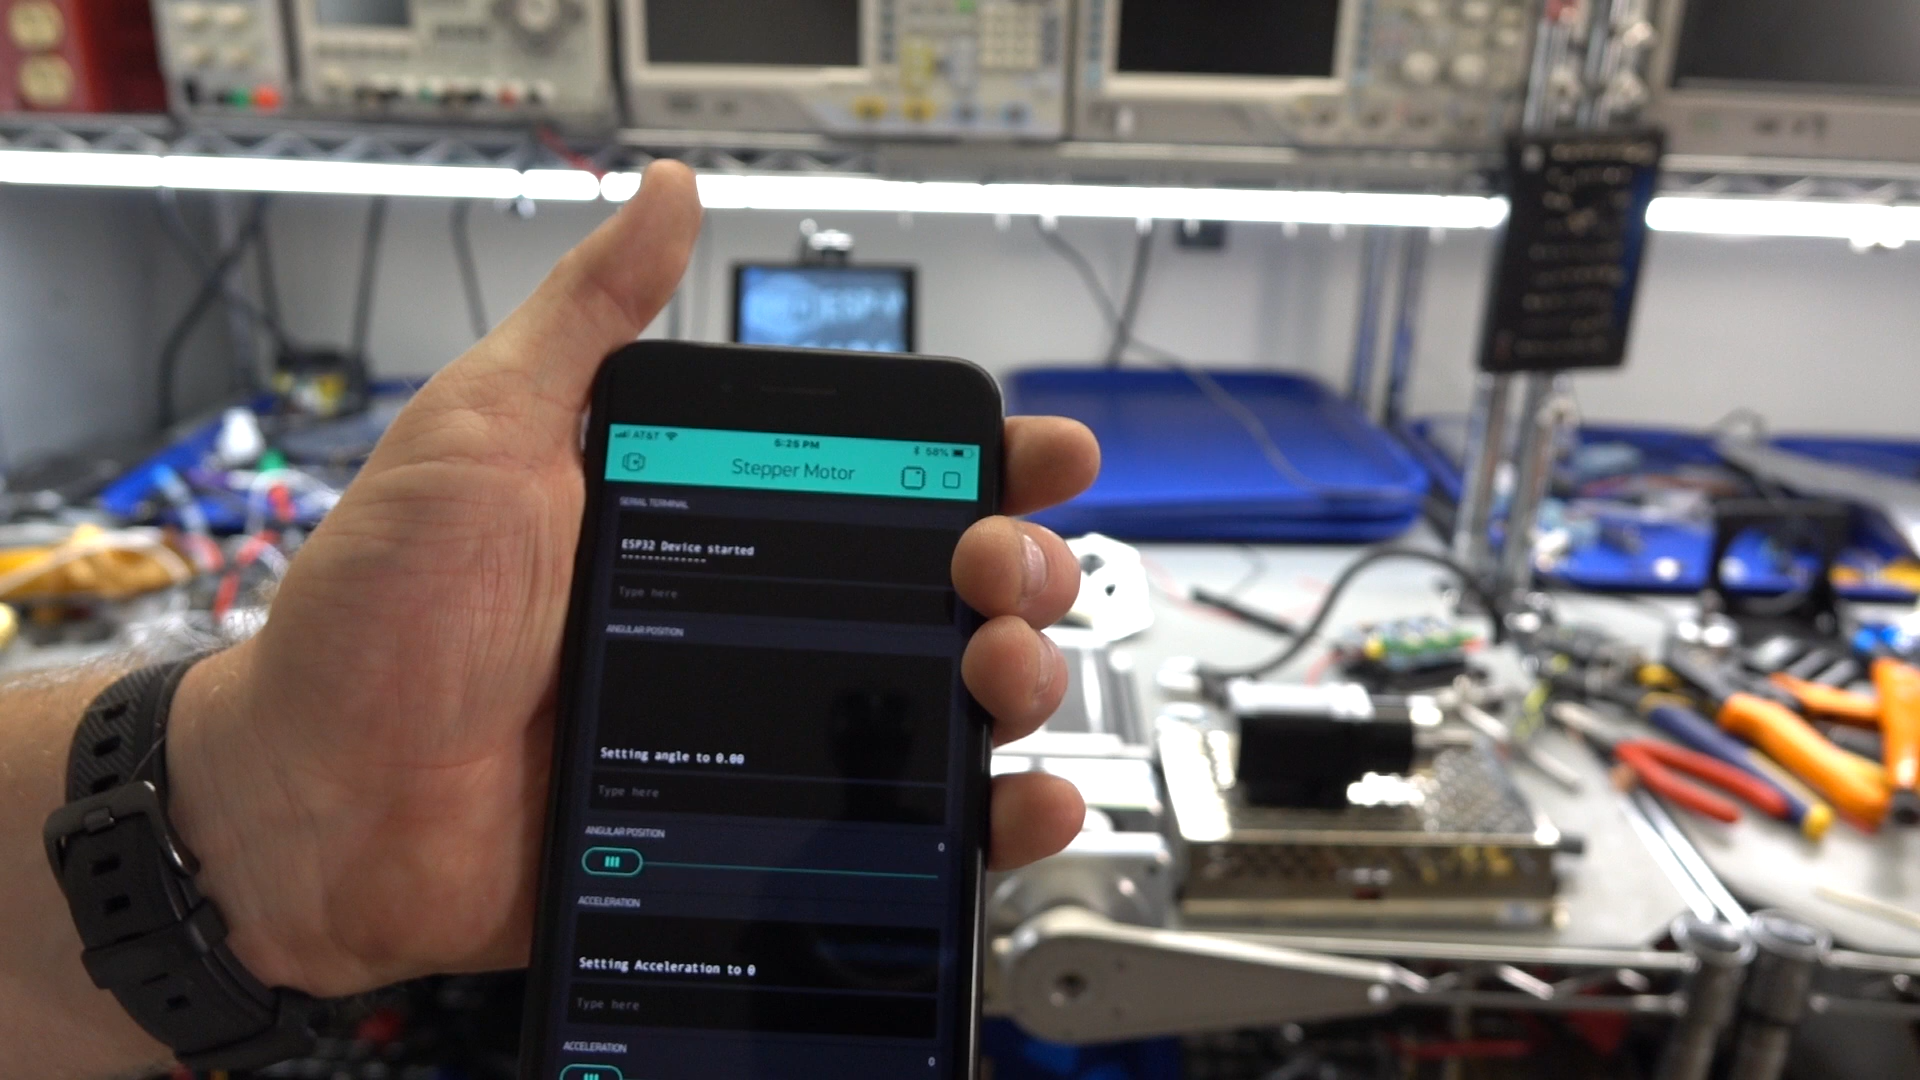 AT&T 6:25 PM 50%
Stepper Motor
SERIAL TERMINAL
ESP32 Device started
-------------
Type here
ANGULAR POSITION
Setting angle to 0.00
Type here
ANGULAR POSITION
0
ACCELERATION
Setting Acceleration to 0
Type here
ACCELERATION
0